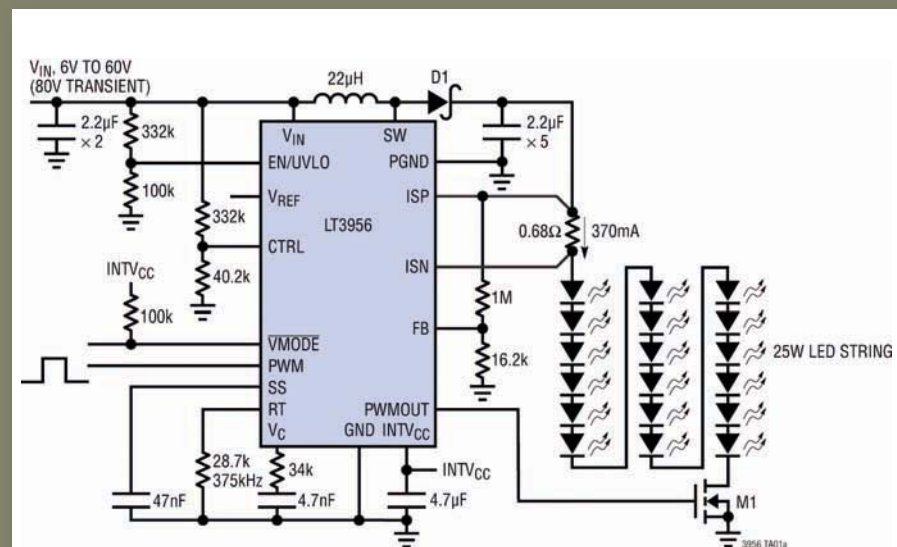 VIN, 6V TO 60V
(80V TRANSIENT)
22µH
D1
2.2µF
× 2
332k
VIN
SW
2.2µF
× 5
EN/UVLO
PGND
100k
VREF
ISP
332k
LT3956
0.68Ω
370mA
CTRL
40.2k
ISN
INTVCC
1M
100k
FB
VMODE
16.2k
25W LED STRING
PWM
SS
RT
PWMOUT
VC
GND
INTVCC
28.7k
375kHz
34k
INTVCC
47nF
4.7nF
4.7µF
M1
3956 TA01a